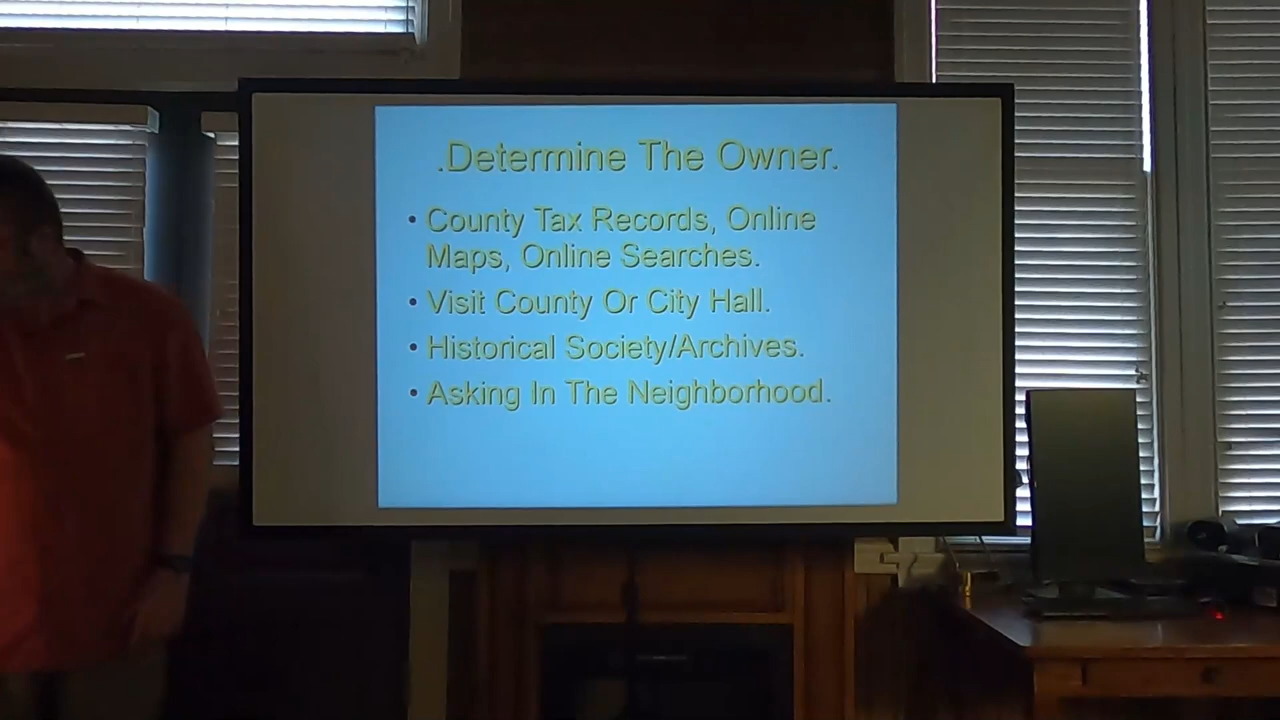 .Determine The Owner.
• County Tax Records, Online
Maps, Online Searches.
• Visit County Or City Hall.
• Historical Society/Archives.
• Asking In The Neighborhood.